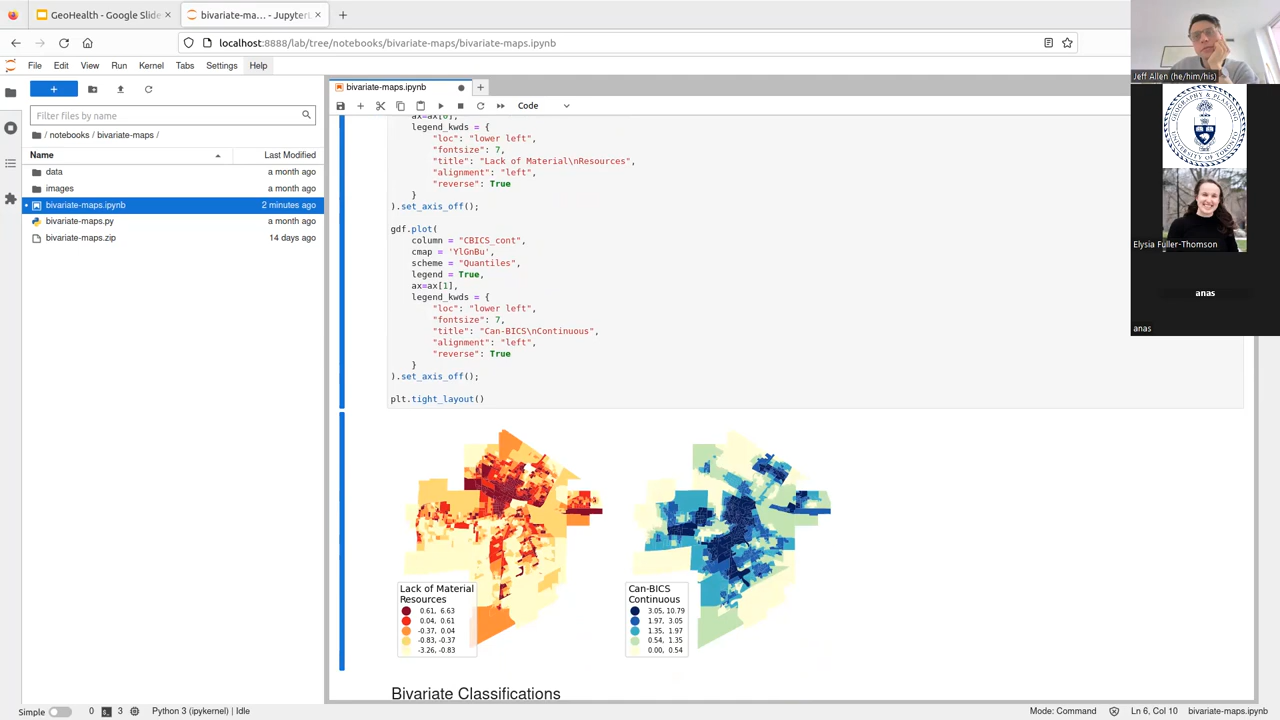 GeoHealth - Google Slide
bivariate-ma… - JupyterL
localhost:8888/lab/tree/notebooks/bivariate-maps/bivariate-maps.ipynb
File Edit View Run Kernel Tabs Settings Help
Filter files by name
/ notebooks / bivariate-maps /
Name Last Modified
data a month ago
images a month ago
bivariate-maps.ipynb 2 minutes ago
bivariate-maps.py a month ago
bivariate-maps.zip 14 days ago
bivariate-maps.ipynb
Code
ax=ax[0],
legend_kwds = {
"loc": "lower left",
"fontsize": 7,
"title": "Lack of Material\nResources",
"alignment": "left",
"reverse": True
}
).set_axis_off();
gdf.plot(
column = "CBICS_cont",
cmap = 'YlGnBu',
scheme = "Quantiles",
legend = True,
ax=ax[1],
legend_kwds = {
"loc": "lower left",
"fontsize": 7,
"title": "Can-BICS\nContinuous",
"alignment": "left",
"reverse": True
}
).set_axis_off();
plt.tight_layout()
Lack of Material
Resources
0.61, 6.63
0.04, 0.61
-0.37, 0.04
-0.83, -0.37
-3.26, -0.83
Can-BICS
Continuous
3.05, 10.79
1.97, 3.05
1.35, 1.97
0.54, 1.35
0.00, 0.54
Bivariate Classifications
Simple 0 3 Python 3 (ipykernel) | Idle
Mode: Command Ln 6, Col 10 bivariate-maps.ipynb
Jeff Allen (he/him/his)
GEOGRAPHY & PLANNING
UNIVERSITY OF TORONTO
Elysia Fuller-Thomson
anas
anas